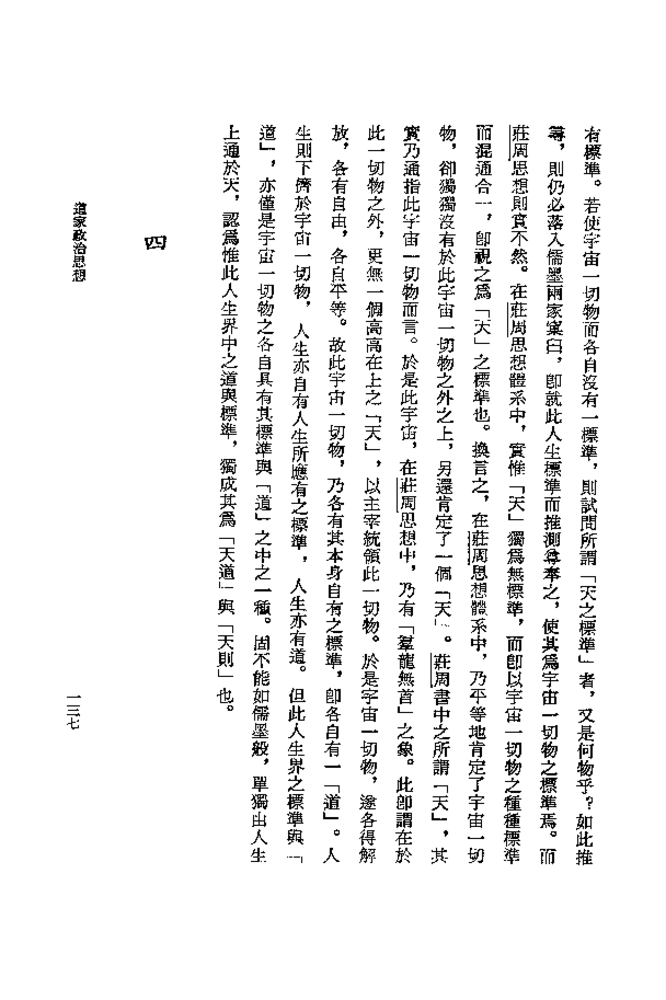 有標準。若使宇宙一切物而各自沒有一標準，則試問所謂「天之標準」者，又是何物乎？如此推
尋，則仍必落入儒墨兩家窠臼，卽就此人生標準而推測尊奉之，使其爲宇宙一切物之標準焉。而
莊周思想則實不然。在莊周思想體系中，實惟「天」獨爲無標準，而卽以宇宙一切物之種種標準
而混通合一，卽視之爲「天」之標準也。換言之，在莊周思想體系中，乃平等地肯定了宇宙一切
物，卻獨獨沒有於此宇宙一切物之外之上，另還肯定了一個「天」。莊周書中之所謂「天」，其
實乃通指此宇宙一切物而言。於是此宇宙，在莊周思想中，乃有「羣龍無首」之象。此卽謂在於
此一切物之外，更無一個高高在上之「天」，以主宰統領此一切物。於是宇宙一切物，遂各得解
放，各有自由，各自平等。故此宇宙一切物，乃各有其本身自有之標準，卽各自有一「道」。人
生則下儕於宇宙一切物，人生亦自有人生所應有之標準，人生亦有道。但此人生界之標準與「
道」，亦僅是宇宙一切物之各自具有其標準與「道」之中之一種。固不能如儒墨般，單獨由人生
上通於天，認爲惟此人生界中之道與標準，獨成其爲「天道」與「天則」也。
四
道家政治思想
一三七